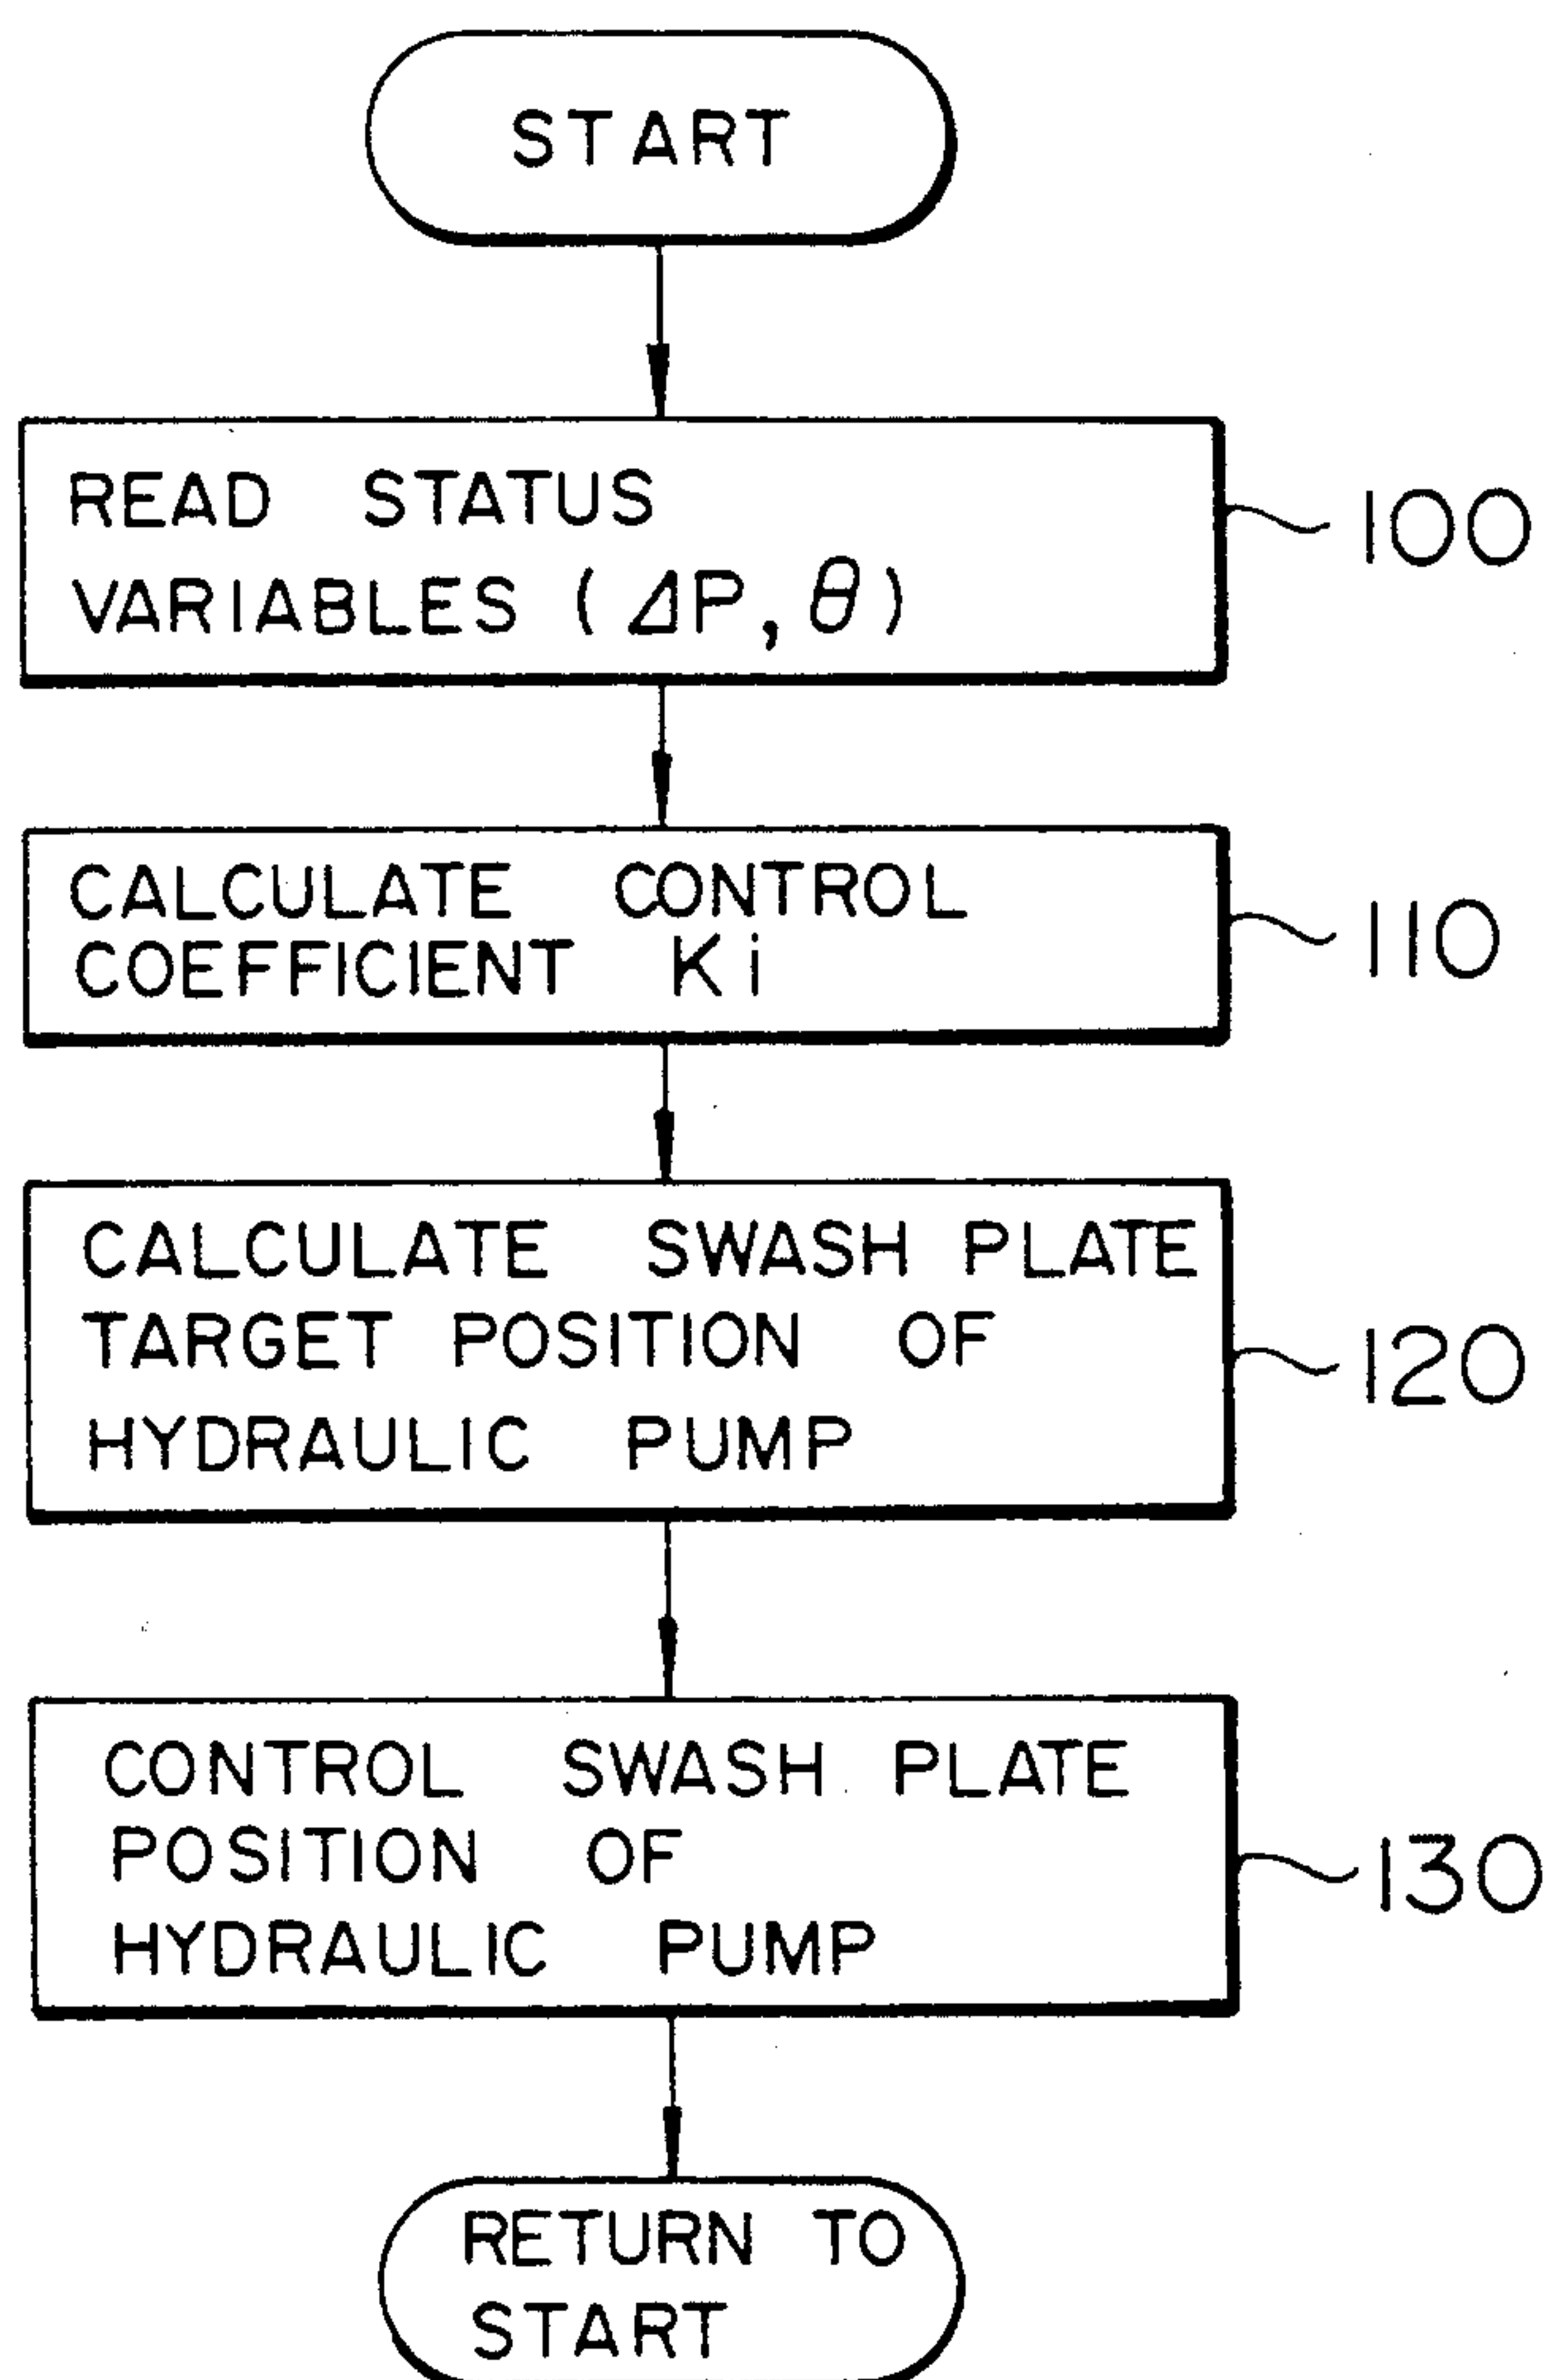 START
READ STATUS
VARIABLES (ΔP, θ)
100
CALCULATE CONTROL
COEFFICIENT Ki
110
CALCULATE SWASH PLATE
TARGET POSITION OF
HYDRAULIC PUMP
120
CONTROL SWASH PLATE
POSITION OF
HYDRAULIC PUMP
130
RETURN TO
START